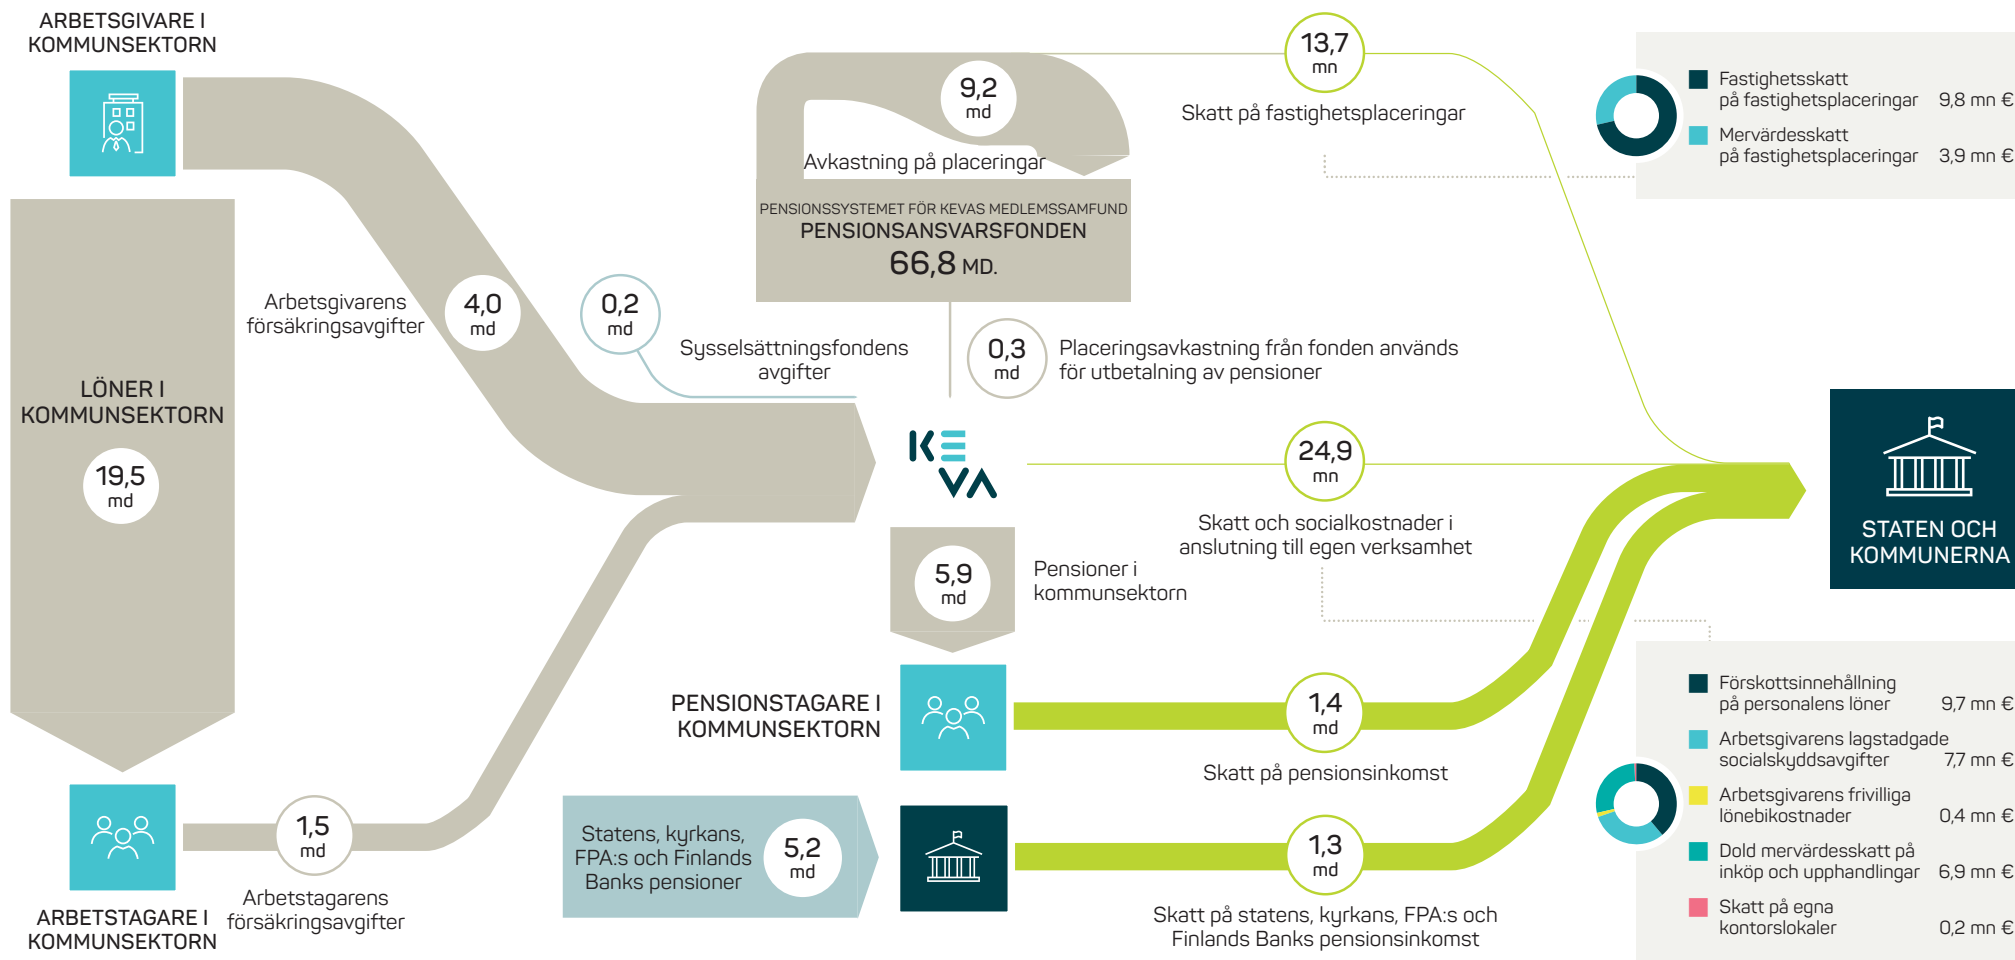 ARBETSGIVARE I
KOMMUNSEKTORN
LÖNER I
KOMMUNSEKTORN
19,5
md
ARBETSTAGARE I
KOMMUNSEKTORN
Arbetsgivarens
försäkringsavgifter
4,0
md
1,5
md
Arbetstagarens
försäkringsavgifter
0,2
md
Sysselsättningsfondens
avgifter
9,2
md
Avkastning på placeringar
PENSIONSSYSTEMET FÖR KEVAS MEDLEMSSAMFUND
PENSIONSANSVARSFONDEN
66,8 MD.
0,3
md
Placeringsavkastning från fonden används
för utbetalning av pensioner
KEVA
5,9
md
Pensioner i
kommunsektorn
PENSIONSTAGARE I
KOMMUNSEKTORN
Statens, kyrkans,
FPA:s och Finlands
Banks pensioner
5,2
md
13,7
mn
Skatt på fastighetsplaceringar
24,9
mn
Skatt och socialkostnader i
anslutning till egen verksamhet
1,4
md
Skatt på pensionsinkomst
1,3
md
Skatt på statens, kyrkans, FPA:s och
Finlands Banks pensionsinkomst
Fastighetsskatt
på fastighetsplaceringar 9,8 mn €
Mervärdesskatt
på fastighetsplaceringar 3,9 mn €
STATEN OCH
KOMMUNERNA
Förskottsinnehållning
på personalens löner 9,7 mn €
Arbetsgivarens lagstadgade
socialskyddsavgifter 7,7 mn €
Arbetsgivarens frivilliga
lönebikostnader 0,4 mn €
Dold mervärdesskatt på
inköp och upphandlingar 6,9 mn €
Skatt på egna
kontorslokaler 0,2 mn €